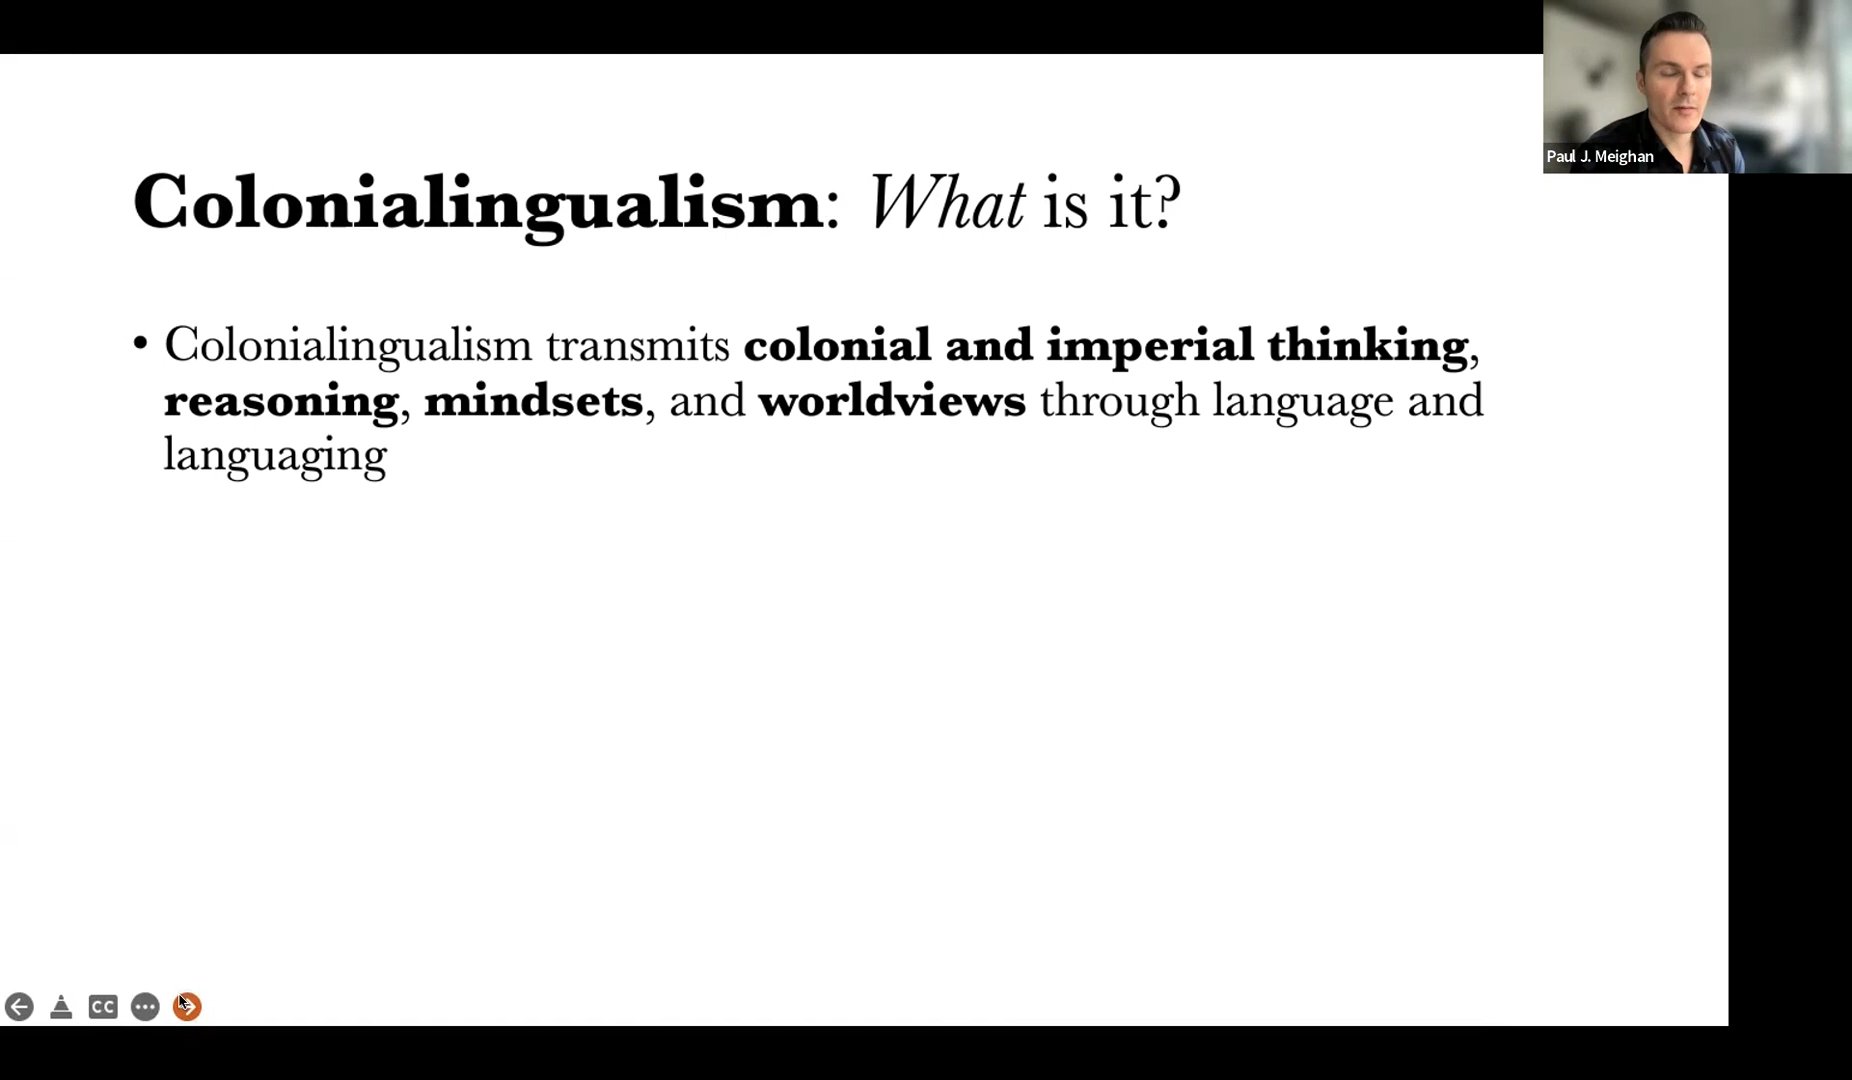 Paul J. Meighan
Colonialingualism: What is it?
• Colonialingualism transmits colonial and imperial thinking,
reasoning, mindsets, and worldviews through language and
languaging
CC